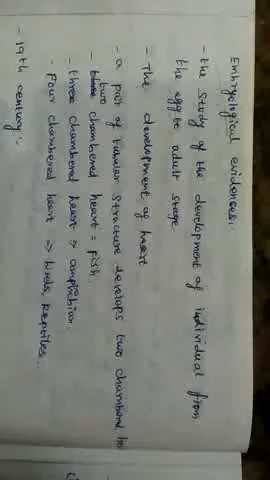 Embryological evidences.
- the study of the development of individual from
the egg to adult stage
- The development of heart
- a pair of tubular structure develops two chambered
two
- chambered heart = fish.
- three chambered heart => amphibian.
- Four chambered heart => birds, Reptiles.
- 19th century: